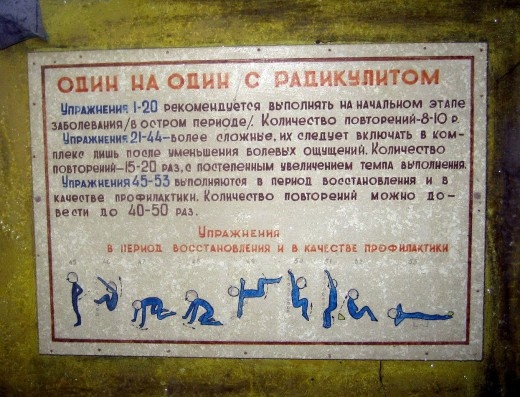 ОДИН НА ОДИН С РАДИКУЛИТОМ
УПРАЖНЕНИЯ 1-20 РЕКОМЕНДУЕТСЯ ВЫПОЛНЯТЬ НА НАЧАЛЬНОМ ЭТАПЕ
ЗАБОЛЕВАНИЯ /В ОСТРОМ ПЕРИОДЕ/. КОЛИЧЕСТВО ПОВТОРЕНИЙ-8-10 Р.
УПРАЖНЕНИЯ 21-44-БОЛЕЕ СЛОЖНЫЕ, ИХ СЛЕДУЕТ ВКЛЮЧАТЬ В КОМ-
ПЛЕКС ЛИШЬ ПОСЛЕ УМЕНЬШЕНИЯ БОЛЕВЫХ ОЩУЩЕНИЙ. КОЛИЧЕСТВО
ПОВТОРЕНИЙ-15-20 РАЗ, С ПОСТЕПЕННЫМ УВЕЛИЧЕНИЕМ ТЕМПА ВЫПОЛНЕНИЯ.
УПРАЖНЕНИЯ 45-53 ВЫПОЛНЯЮТСЯ В ПЕРИОД ВОССТАНОВЛЕНИЯ И В
КАЧЕСТВЕ ПРОФИЛАКТИКИ. КОЛИЧЕСТВО ПОВТОРЕНИЙ МОЖНО ДО-
ВЕСТИ ДО 40-50 РАЗ.
УПРАЖНЕНИЯ
В ПЕРИОД ВОССТАНОВЛЕНИЯ И В КАЧЕСТВЕ ПРОФИЛАКТИКИ